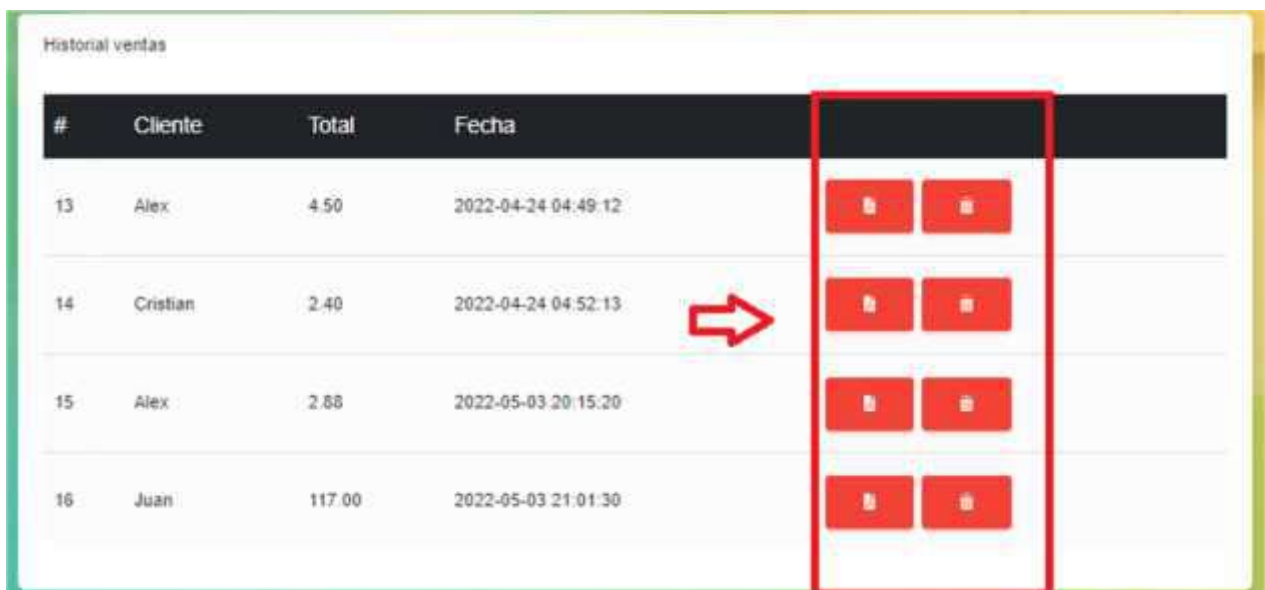 Historial ventas
# Cliente Total Fecha
13 Alex 4.50 2022-04-24 04:49:12
14 Cristian 2.40 2022-04-24 04:52:13
15 Alex 2.88 2022-05-03 20:15:20
16 Juan 117.00 2022-05-03 21:01:30